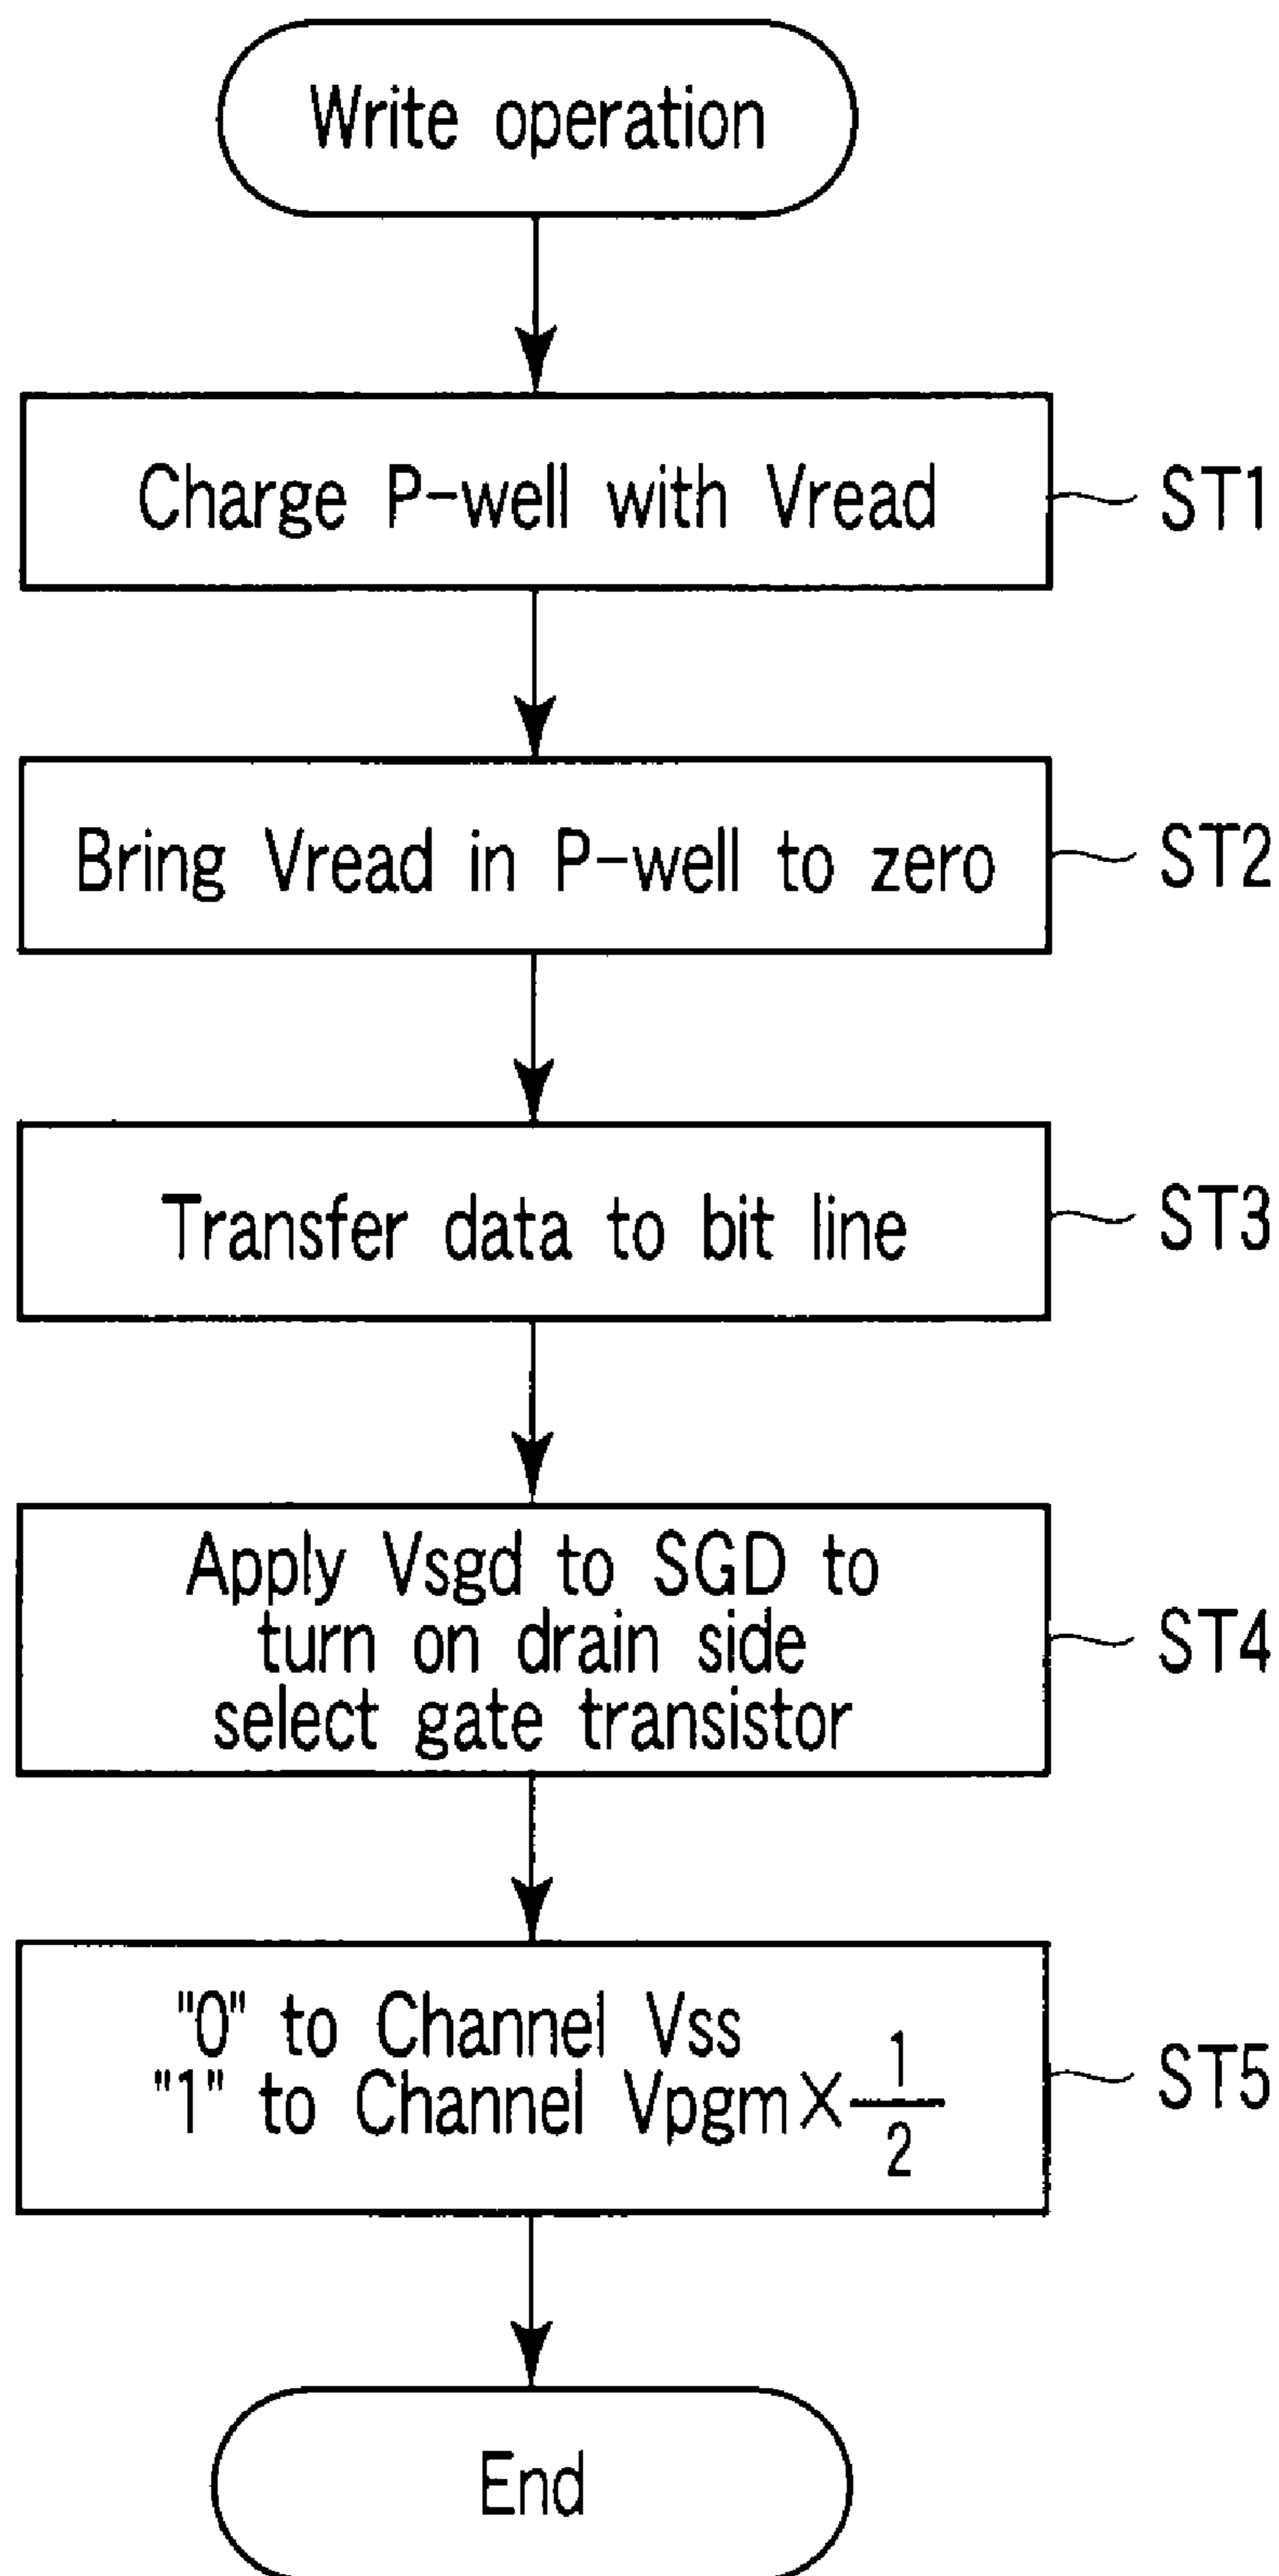 Write operation
Charge P-well with Vread
ST1
Bring Vread in P-well to zero
ST2
Transfer data to bit line
ST3
Apply Vsgd to SGD to
turn on drain side
select gate transistor
ST4
"0" to Channel Vss
"1" to Channel Vpgm × 1/2
ST5
End